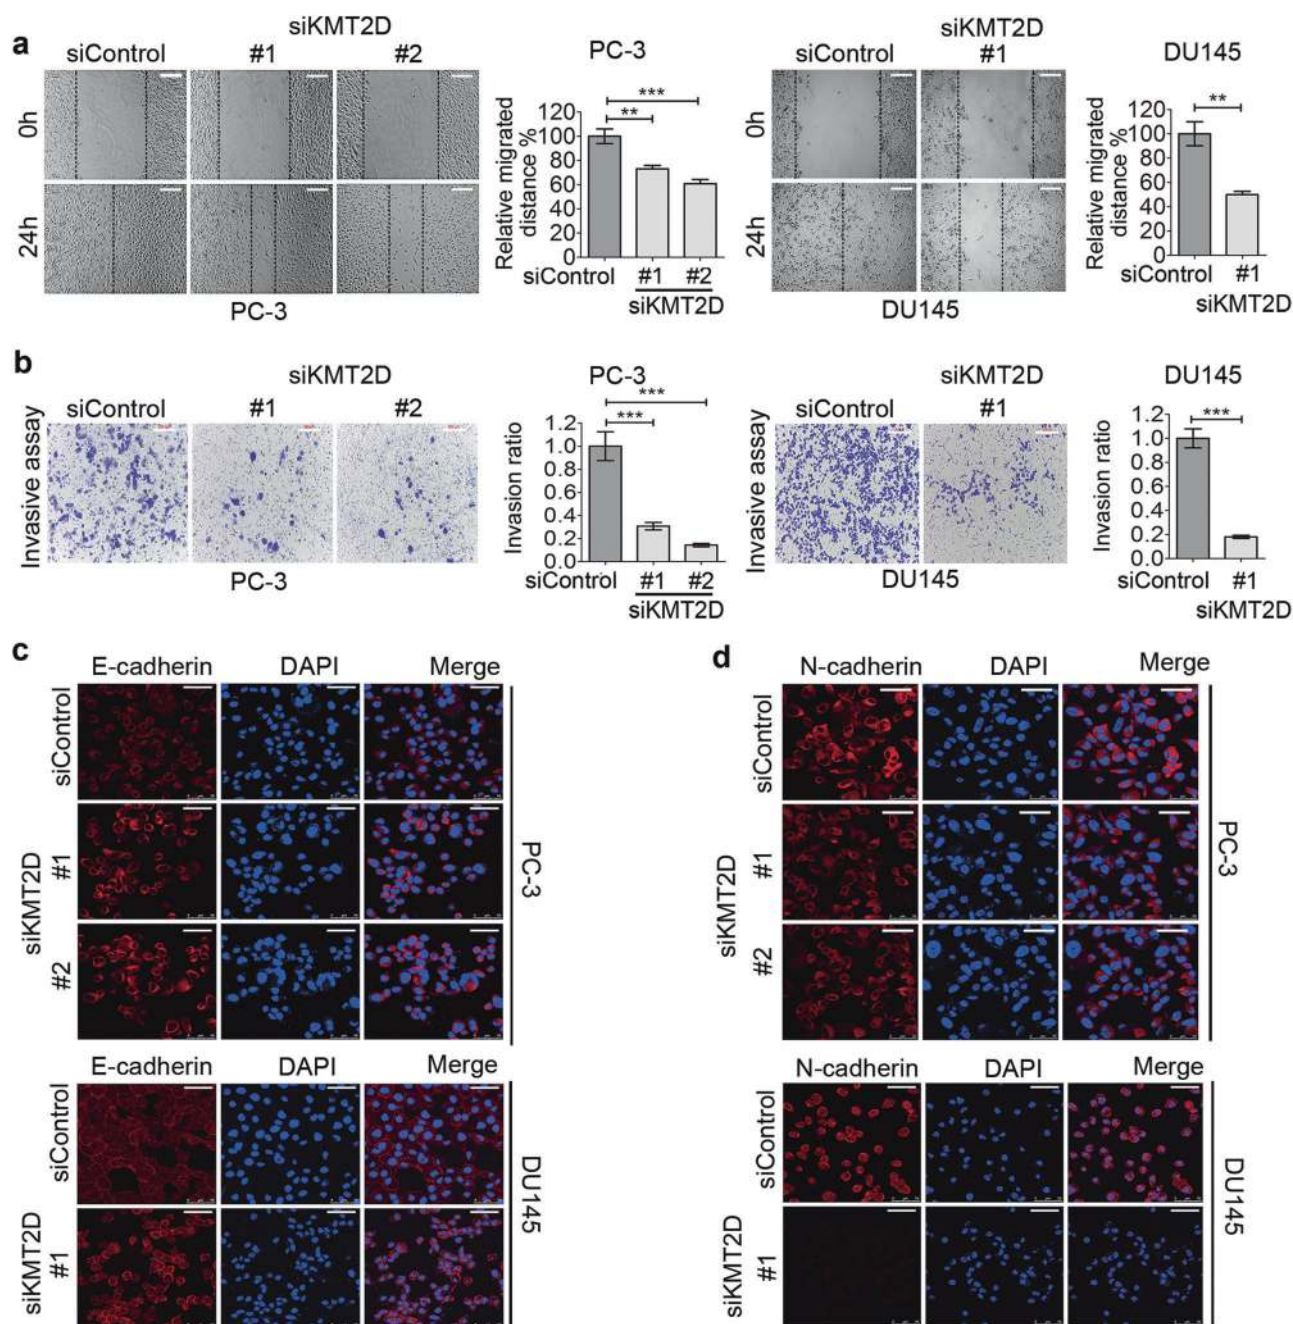 a
siKMT2D
siControl #1 #2
0h
24h
PC-3
PC-3
Relative migrated
distance %
120
100
80
60
40
20
0
**
***
siControl #1 #2
siKMT2D
siKMT2D
siControl #1
0h
24h
DU145
DU145
Relative migrated
distance %
120
100
80
60
40
20
0
**
siControl #1
siKMT2D
b
siKMT2D
siControl #1 #2
Invasive assay
PC-3
PC-3
Invasion ratio
1.2
1.0
0.8
0.6
0.4
0.2
0.0
***
***
siControl #1 #2
siKMT2D
siKMT2D
siControl #1
Invasive assay
DU145
DU145
Invasion ratio
1.2
1.0
0.8
0.6
0.4
0.2
0.0
***
siControl #1
siKMT2D
c
E-cadherin DAPI Merge
siControl
siKMT2D
#1
#2
PC-3
E-cadherin DAPI Merge
siControl
siKMT2D
#1
DU145
d
N-cadherin DAPI Merge
siControl
siKMT2D
#1
#2
PC-3
N-cadherin DAPI Merge
siControl
siKMT2D
#1
DU145